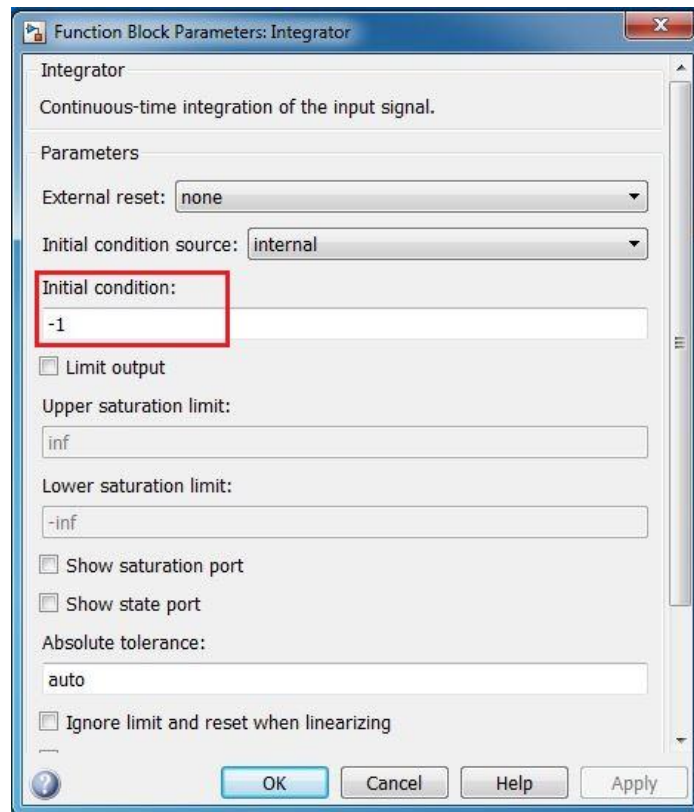 Function Block Parameters: Integrator
Integrator
Continuous-time integration of the input signal.
Parameters
External reset: none
Initial condition source: internal
Initial condition:
-1
Limit output
Upper saturation limit:
inf
Lower saturation limit:
-inf
Show saturation port
Show state port
Absolute tolerance:
auto
Ignore limit and reset when linearizing
OK Cancel Help Apply